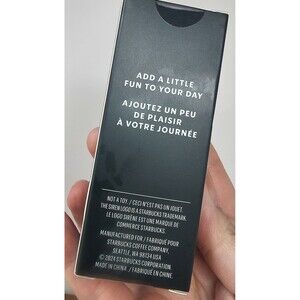 ADD A LITTLE
FUN TO YOUR DAY
AJOUTEZ UN PEU
DE PLAISIR
À VOTRE JOURNÉE
NOT A TOY. / CECI N'EST PAS UN JOUET.
THE SIREN LOGO IS A STARBUCKS TRADEMARK.
LE LOGO SIRÈNE EST UNE MARQUE DE
COMMERCE STARBUCKS
MANUFACTURED FOR / FABRIQUÉ POUR
STARBUCKS COFFEE COMPANY,
SEATTLE, WA 98134 USA
© 2024 STARBUCKS CORPORATION.
MADE IN CHINA / FABRIQUÉ EN CHINE.